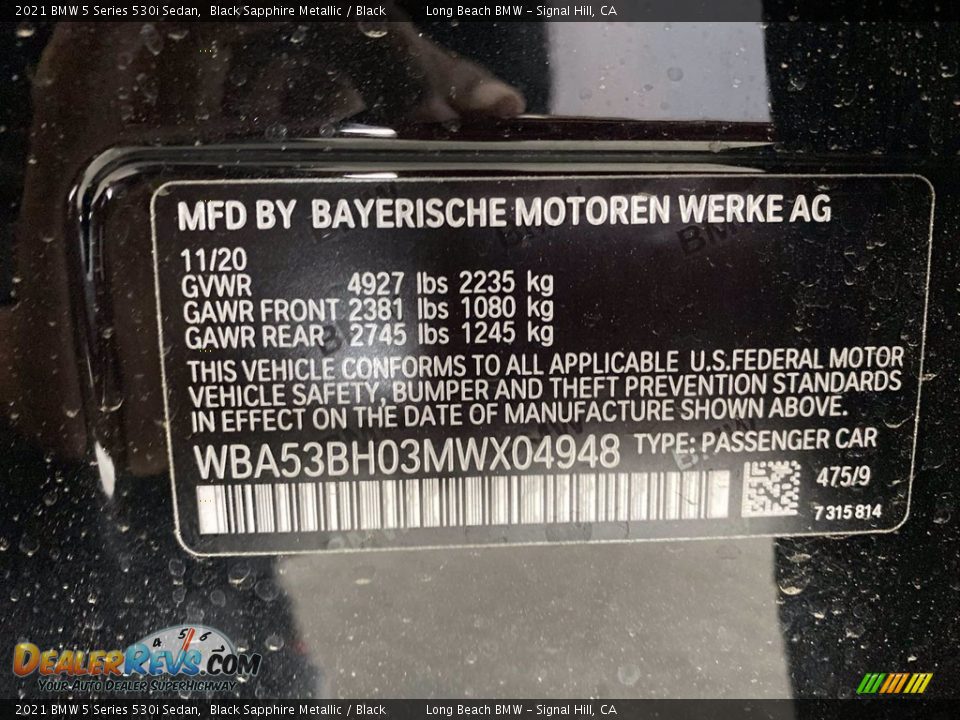 2021 BMW 5 Series 530i Sedan, Black Sapphire Metallic / Black Long Beach BMW - Signal Hill, CA
MFD BY BAYERISCHE MOTOREN WERKE AG
11/20
GVWR 4927 lbs 2235 kg
GAWR FRONT 2381 lbs 1080 kg
GAWR REAR 2745 lbs 1245 kg
THIS VEHICLE CONFORMS TO ALL APPLICABLE U.S.FEDERAL MOTOR
VEHICLE SAFETY, BUMPER AND THEFT PREVENTION STANDARDS
IN EFFECT ON THE DATE OF MANUFACTURE SHOWN ABOVE.
WBA53BH03MWX04948 TYPE: PASSENGER CAR
475/9
7 315 814
4 5 6
DEALERREVS.COM
YOUR AUTO DEALER SUPERHIGHWAY
2021 BMW 5 Series 530i Sedan, Black Sapphire Metallic / Black Long Beach BMW - Signal Hill, CA